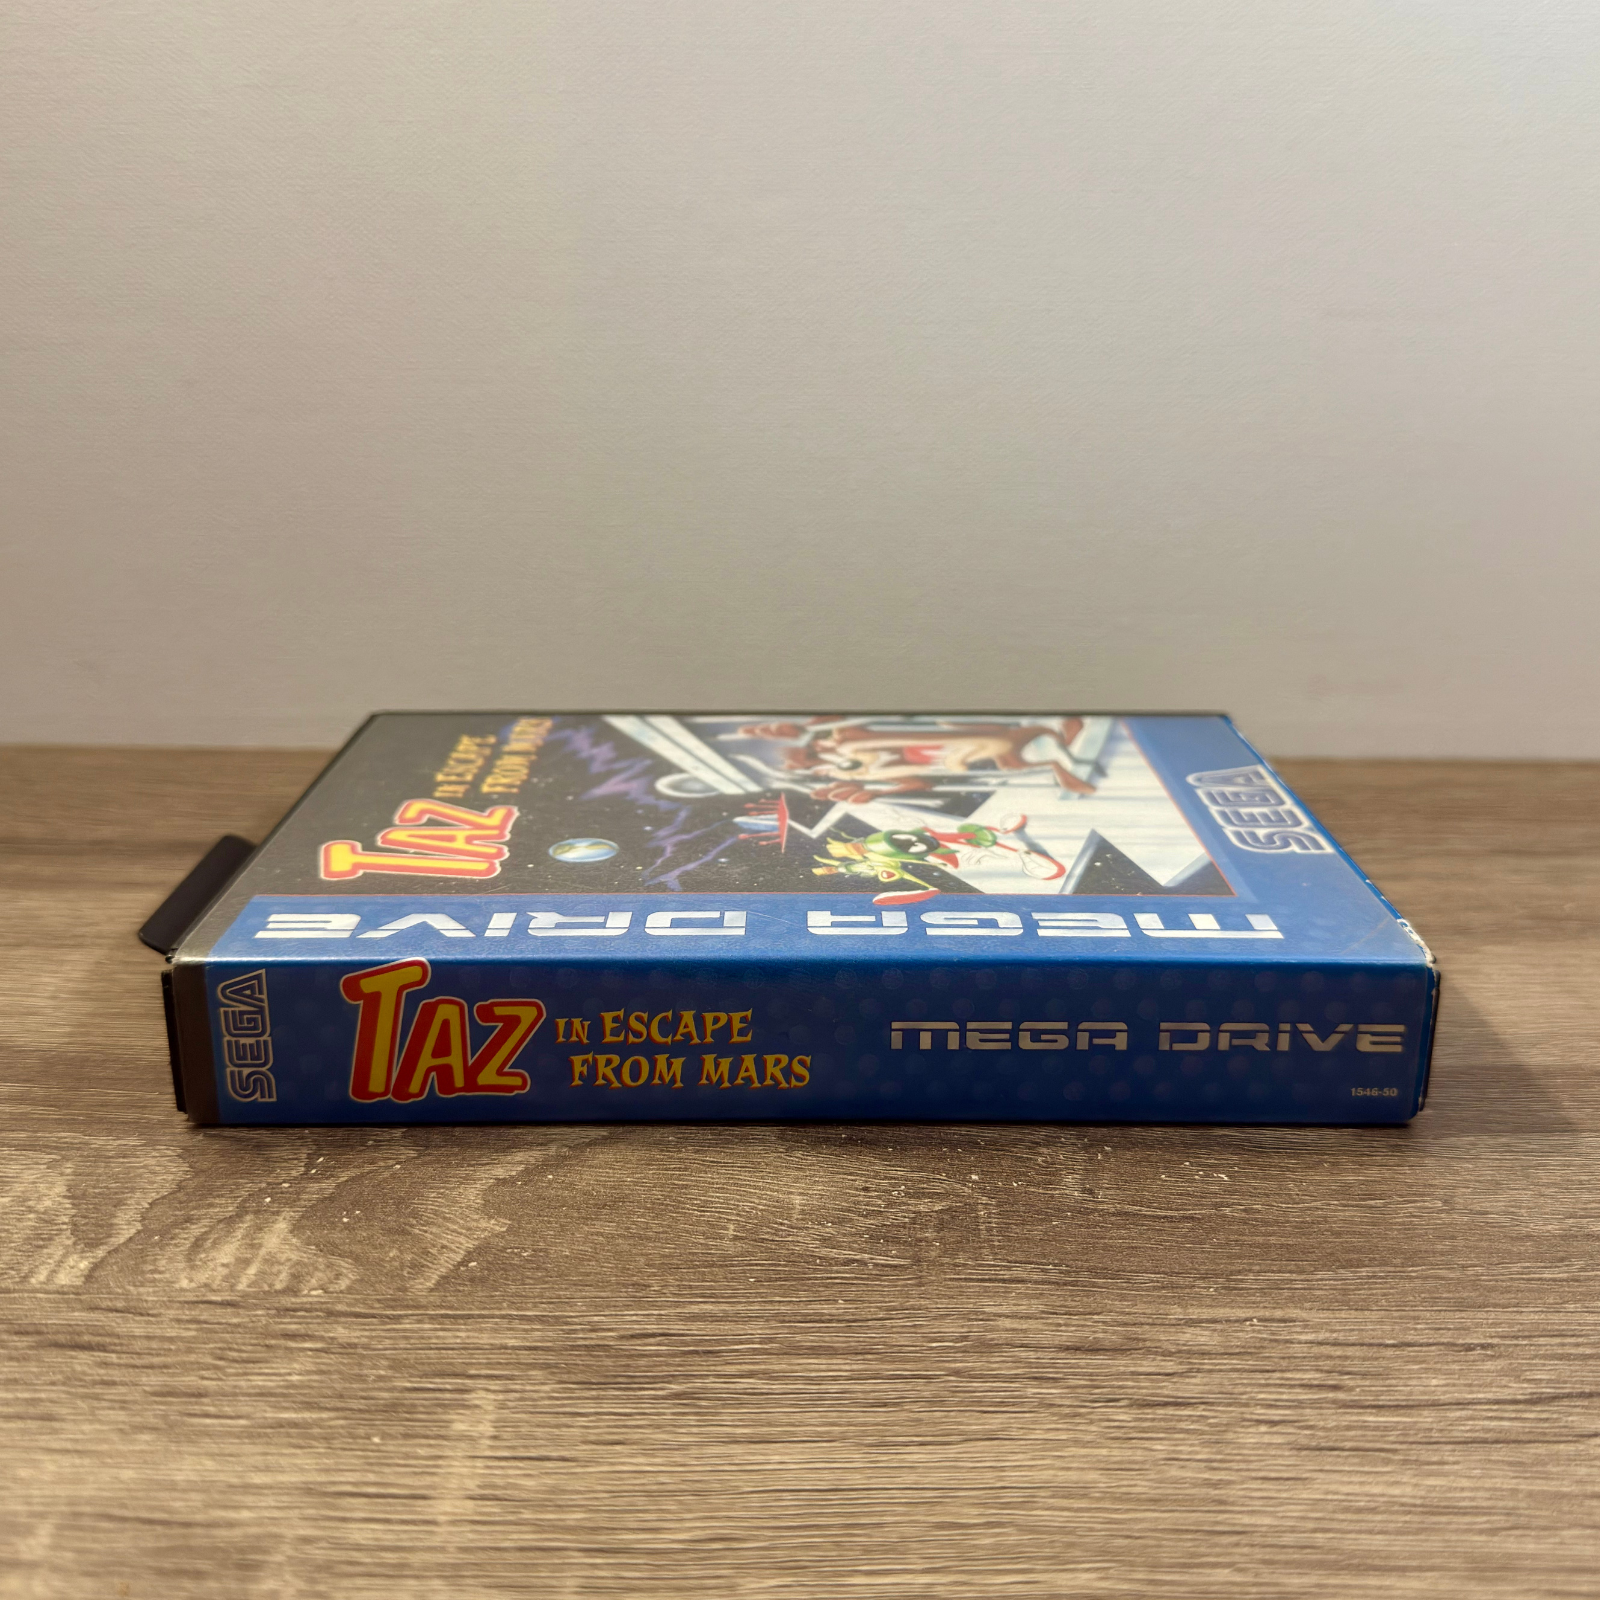 TAZ
IN ESCAPE
FROM MARS
SEGA
MEGA DRIVE
SEGA
TAZ
IN ESCAPE
FROM MARS
MEGA DRIVE
1546-50